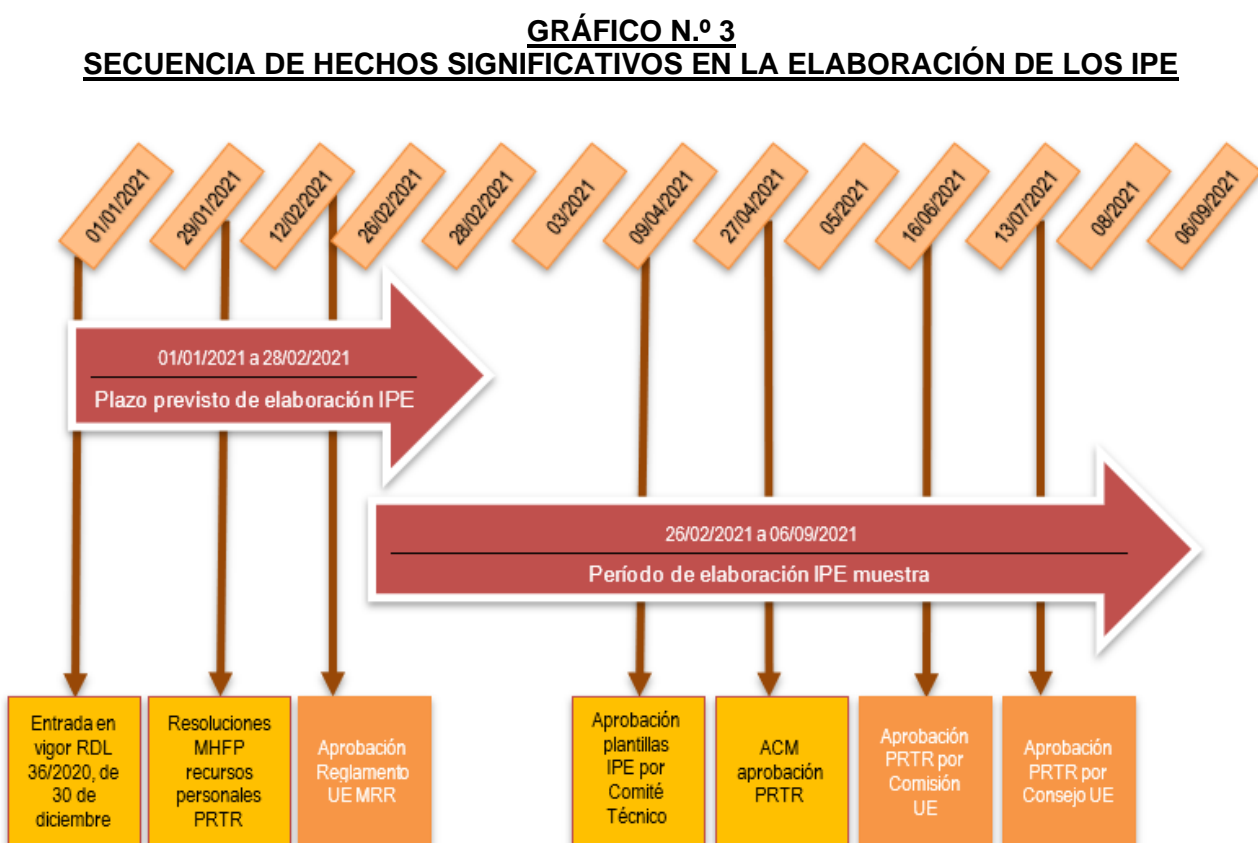 GRÁFICO N.º 3
SECUENCIA DE HECHOS SIGNIFICATIVOS EN LA ELABORACIÓN DE LOS IPE
01/01/2021
29/01/2021
12/02/2021
26/02/2021
28/02/2021
03/2021
09/04/2021
27/04/2021
05/2021
16/06/2021
13/07/2021
08/2021
06/09/2021
01/01/2021 a 28/02/2021
Plazo previsto de elaboración IPE
26/02/2021 a 06/09/2021
Período de elaboración IPE muestra
Entrada en
vigor RDL
36/2020, de
30 de
diciembre
Resoluciones
MHFP
recursos
personales
PRTR
Aprobación
Reglamento
UE MRR
Aprobación
plantillas
IPE por
Comité
Técnico
ACM
aprobación
PRTR
Aprobación
PRTR por
Comisión
UE
Aprobación
PRTR por
Consejo UE